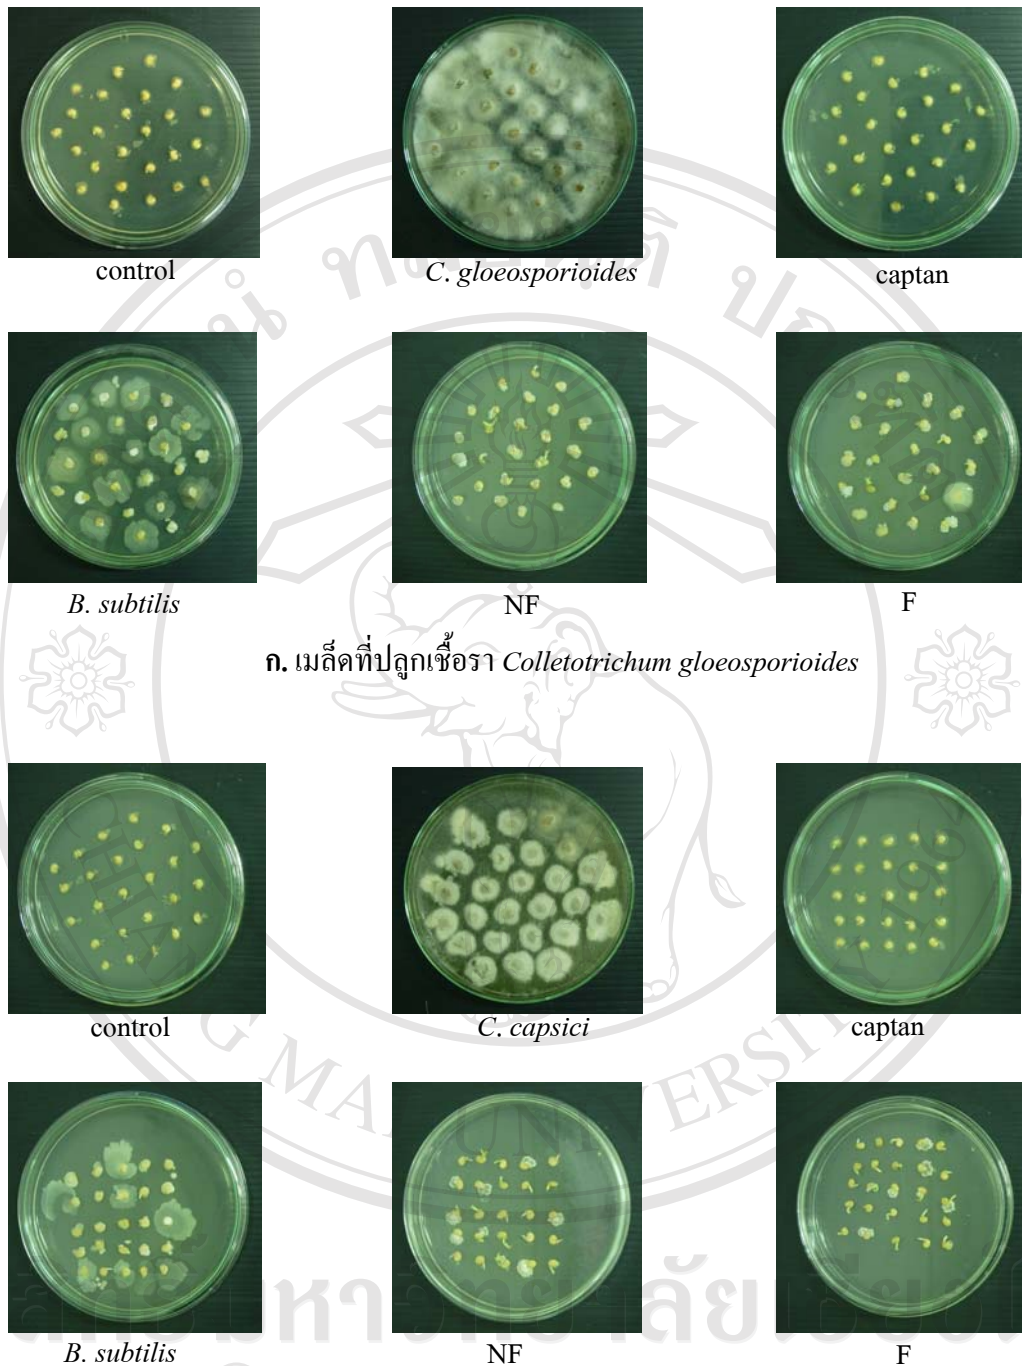 control C. gloeosporioides captan
B. subtilis NF F
ก. เมล็ดที่ปลูกเชื้อรา Colletotrichum gloeosporioides
control C. capsici captan
B. subtilis NF F